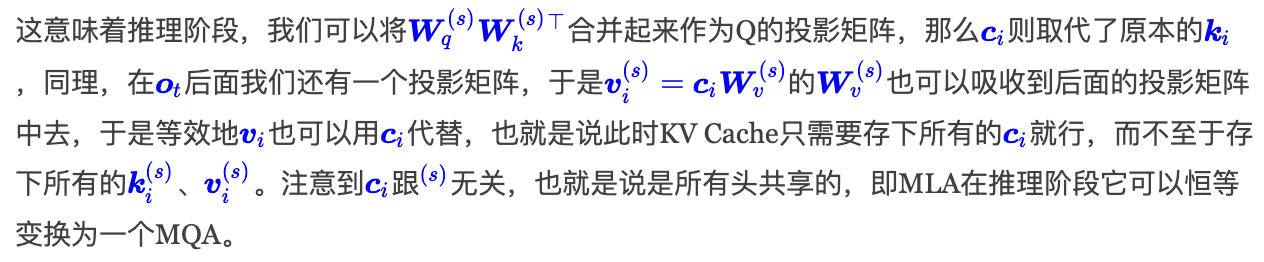 这意味着推理阶段，我们可以将$\boldsymbol{W}_q^{(s)}\boldsymbol{W}_k^{(s)\top}$合并起来作为Q的投影矩阵，那么$\boldsymbol{c}_i$则取代了原本的$\boldsymbol{k}_i$
，同理，在$\boldsymbol{o}_t$后面我们还有一个投影矩阵，于是$\boldsymbol{v}_i^{(s)}=\boldsymbol{c}_i\boldsymbol{W}_v^{(s)}$的$\boldsymbol{W}_v^{(s)}$也可以吸收到后面的投影矩阵
中去，于是等效地$\boldsymbol{v}_i$也可以用$\boldsymbol{c}_i$代替，也就是说此时KV Cache只需要存下所有的$\boldsymbol{c}_i$就行，而不至于存
下所有的$\boldsymbol{k}_i^{(s)}$、$\boldsymbol{v}_i^{(s)}$。注意到$\boldsymbol{c}_i$跟$^{(s)}$无关，也就是说是所有头共享的，即MLA在推理阶段它可以恒等
变换为一个MQA。